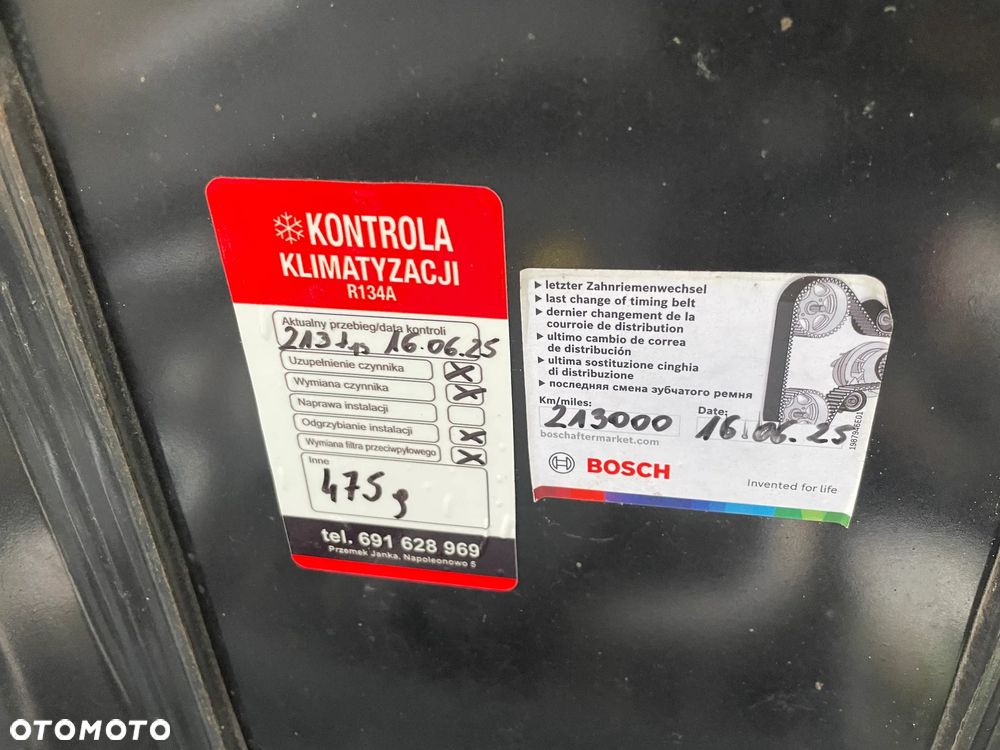 KONTROLA
KLIMATYZACJI
R134A
Aktualny przebieg/data kontroli
213 tys 16.06.25
Uzupełnienie czynnika X
Wymiana czynnika X
Naprawa instalacji
Odgrzybianie instalacji X
Wymiana filtra przeciwpyłowego X
Inne
475 g
tel. 691 628 969
Przemek Janka, Napoleonowo 5
letzter Zahnriemenwechsel
last change of timing belt
dernier changement de la
courroie de distribution
ultimo cambio de correa
de distribución
ultima sostituzione cinghia
di distribuzione
последняя смена зубчатого ремня
Km/miles: Date:
213000 16.06.25
boschaftermarket.com
1987946E01
BOSCH
Invented for life
OTOMOTO